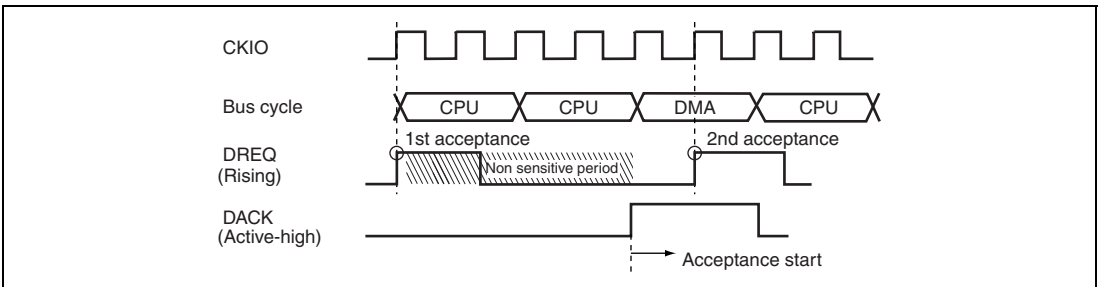 CKIO
Bus cycle CPU CPU DMA CPU
1st acceptance 2nd acceptance
DREQ
(Rising)
Non sensitive period
DACK
(Active-high)
Acceptance start